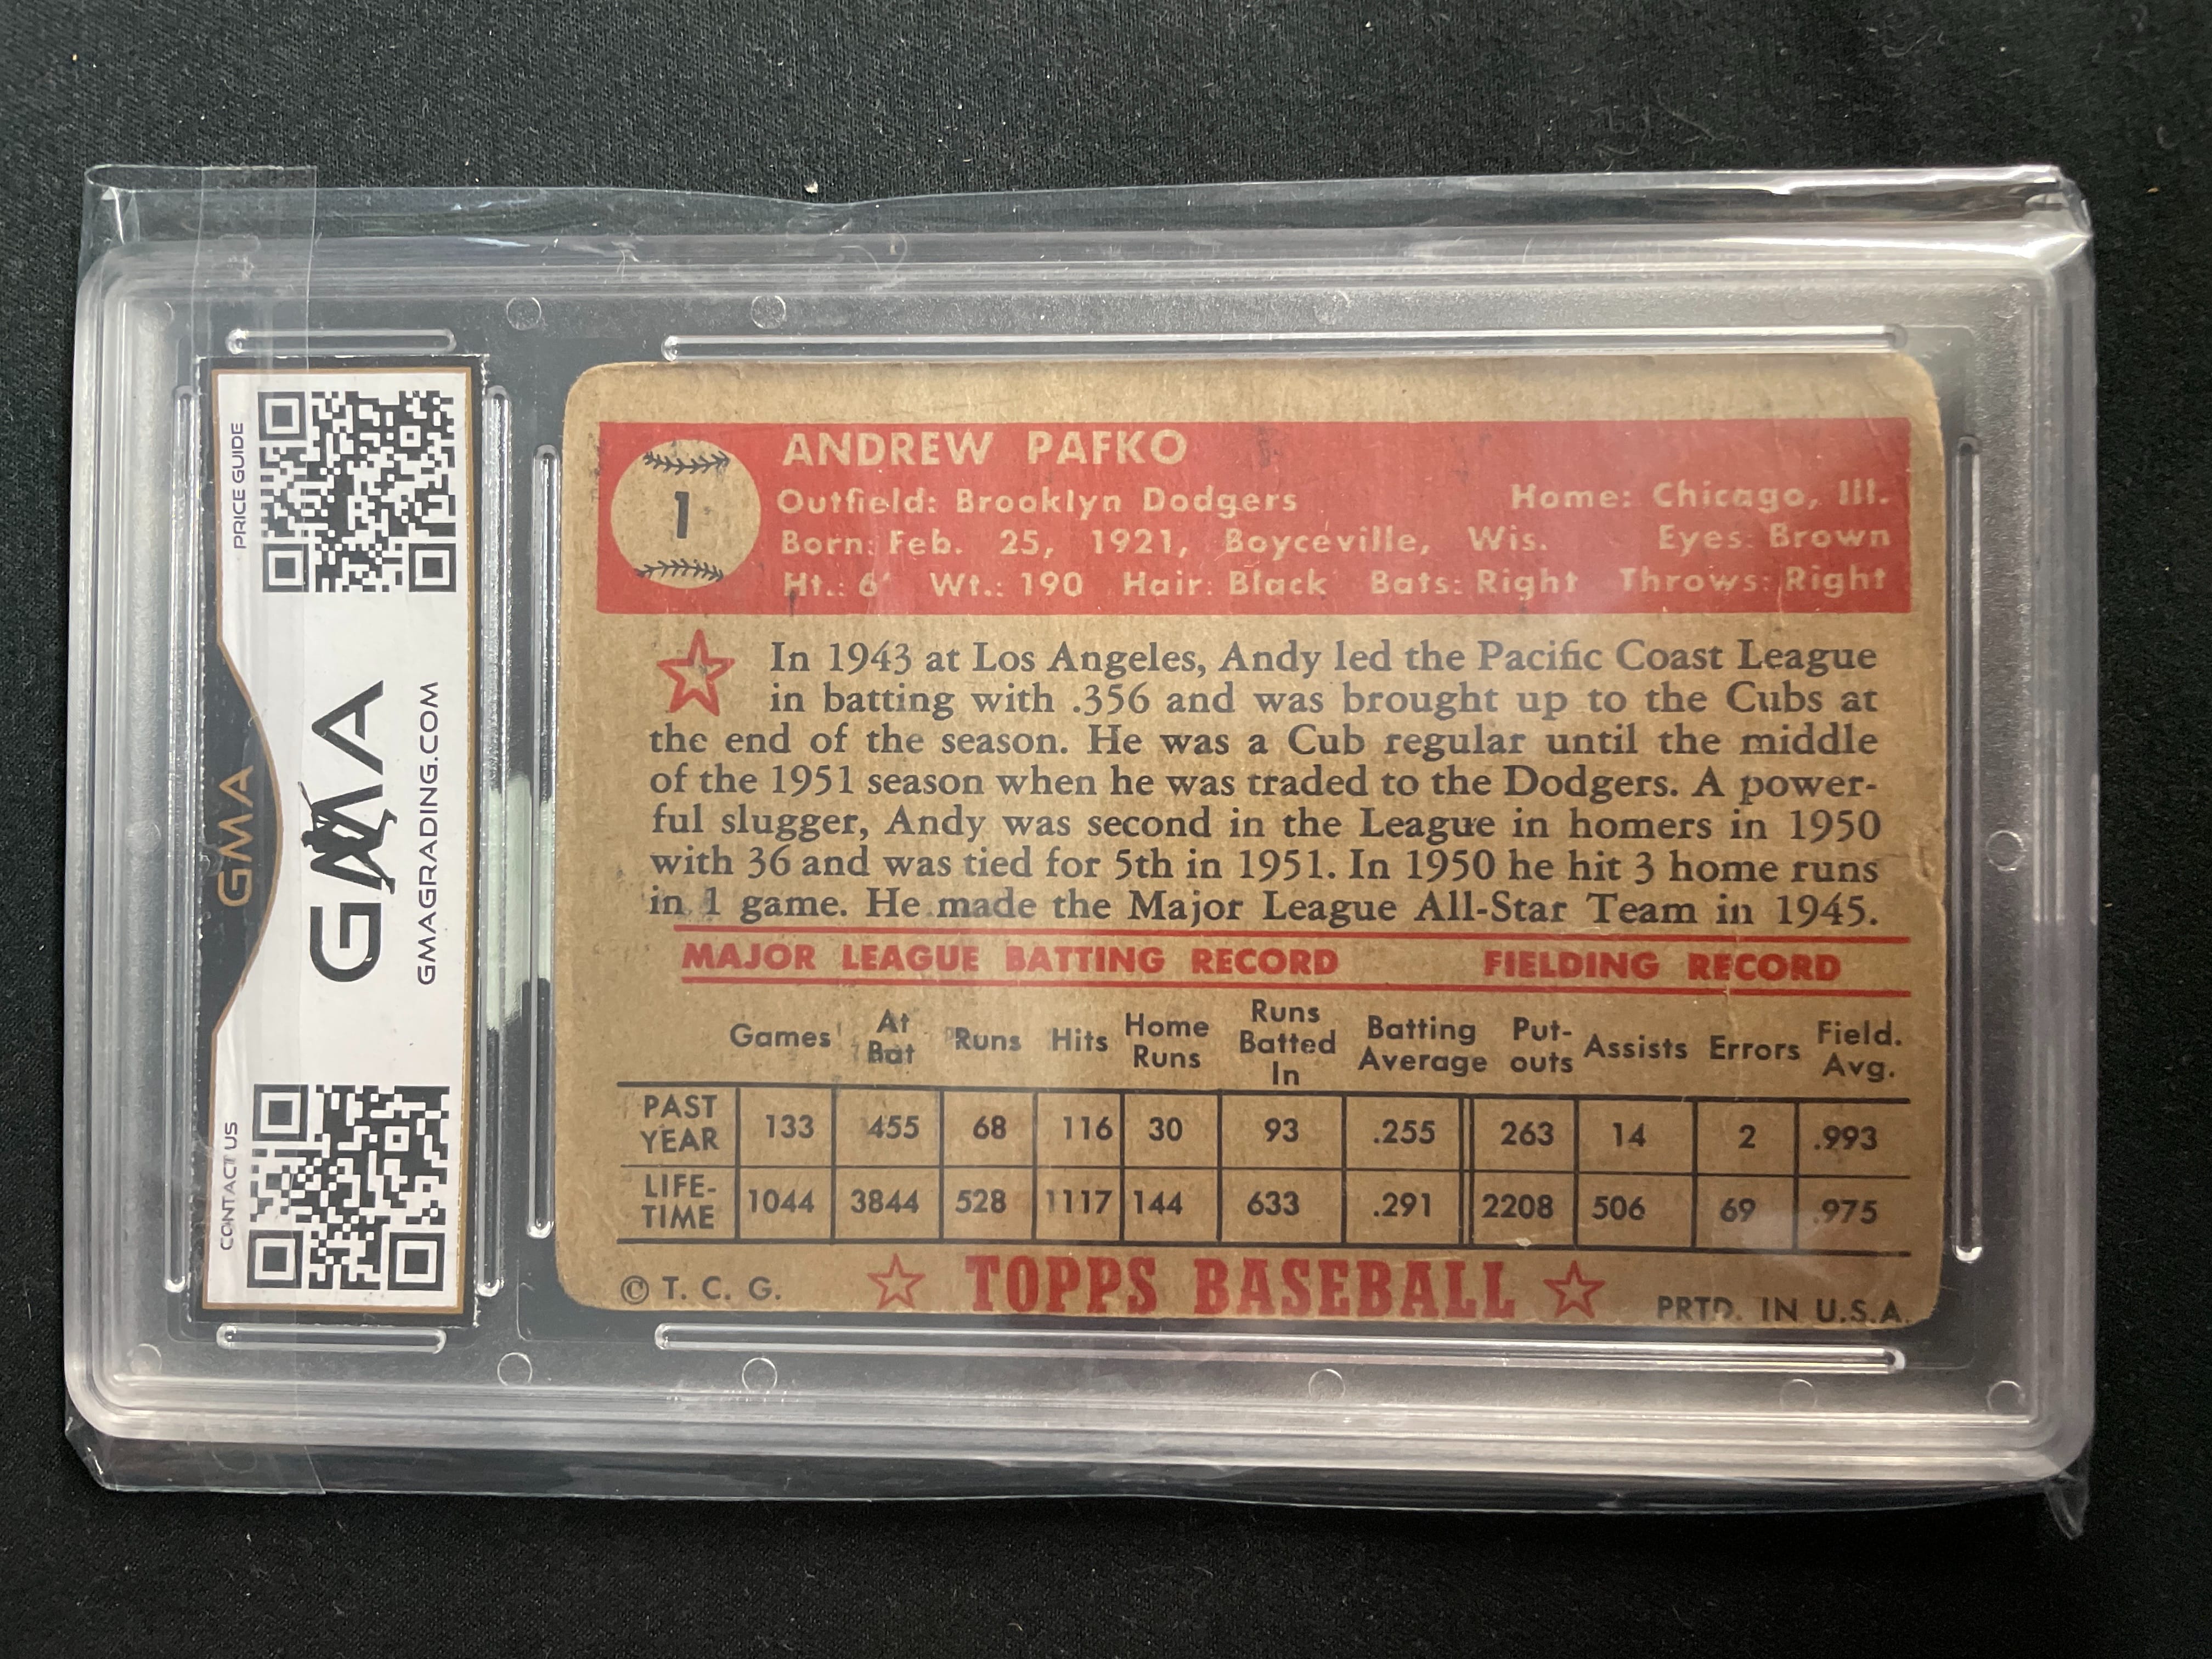 PRICE GUIDE
GMA
GMA
GMAGRADING.COM
CONTACT US
1
ANDREW PAFKO
Outfield: Brooklyn Dodgers Home: Chicago, Ill.
Born: Feb. 25, 1921, Boyceville, Wis. Eyes: Brown
Ht.: 6' Wt.: 190 Hair: Black Bats: Right Throws: Right
In 1943 at Los Angeles, Andy led the Pacific Coast League
in batting with .356 and was brought up to the Cubs at
the end of the season. He was a Cub regular until the middle
of the 1951 season when he was traded to the Dodgers. A power-
ful slugger, Andy was second in the League in homers in 1950
with 36 and was tied for 5th in 1951. In 1950 he hit 3 home runs
in 1 game. He made the Major League All-Star Team in 1945.
MAJOR LEAGUE BATTING RECORD FIELDING RECORD
Games At Bat Runs Hits Home Runs Runs Batted In Batting Average Put-outs Assists Errors Field. Avg.
PAST YEAR 133 455 68 116 30 93 .255 263 14 2 .993
LIFE-TIME 1044 3844 528 1117 144 633 .291 2208 506 69 .975
© T. C. G. TOPPS BASEBALL PRTD. IN U.S.A.